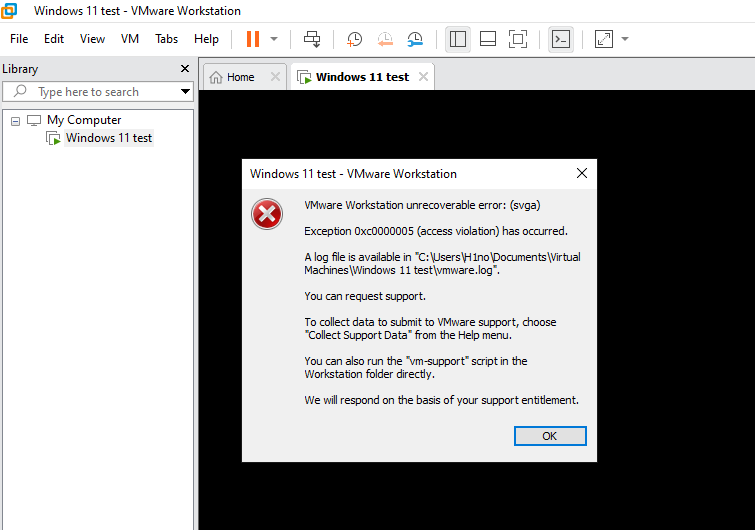 Windows 11 test - VMware Workstation
File Edit View VM Tabs Help
Library
Type here to search
My Computer
Windows 11 test
Home
Windows 11 test
Windows 11 test - VMware Workstation
VMware Workstation unrecoverable error: (svga)
Exception 0xc0000005 (access violation) has occurred.
A log file is available in "C:\Users\H1no\Documents\Virtual
Machines\Windows 11 test\vmware.log".
You can request support.
To collect data to submit to VMware support, choose
"Collect Support Data" from the Help menu.
You can also run the "vm-support" script in the
Workstation folder directly.
We will respond on the basis of your support entitlement.
OK